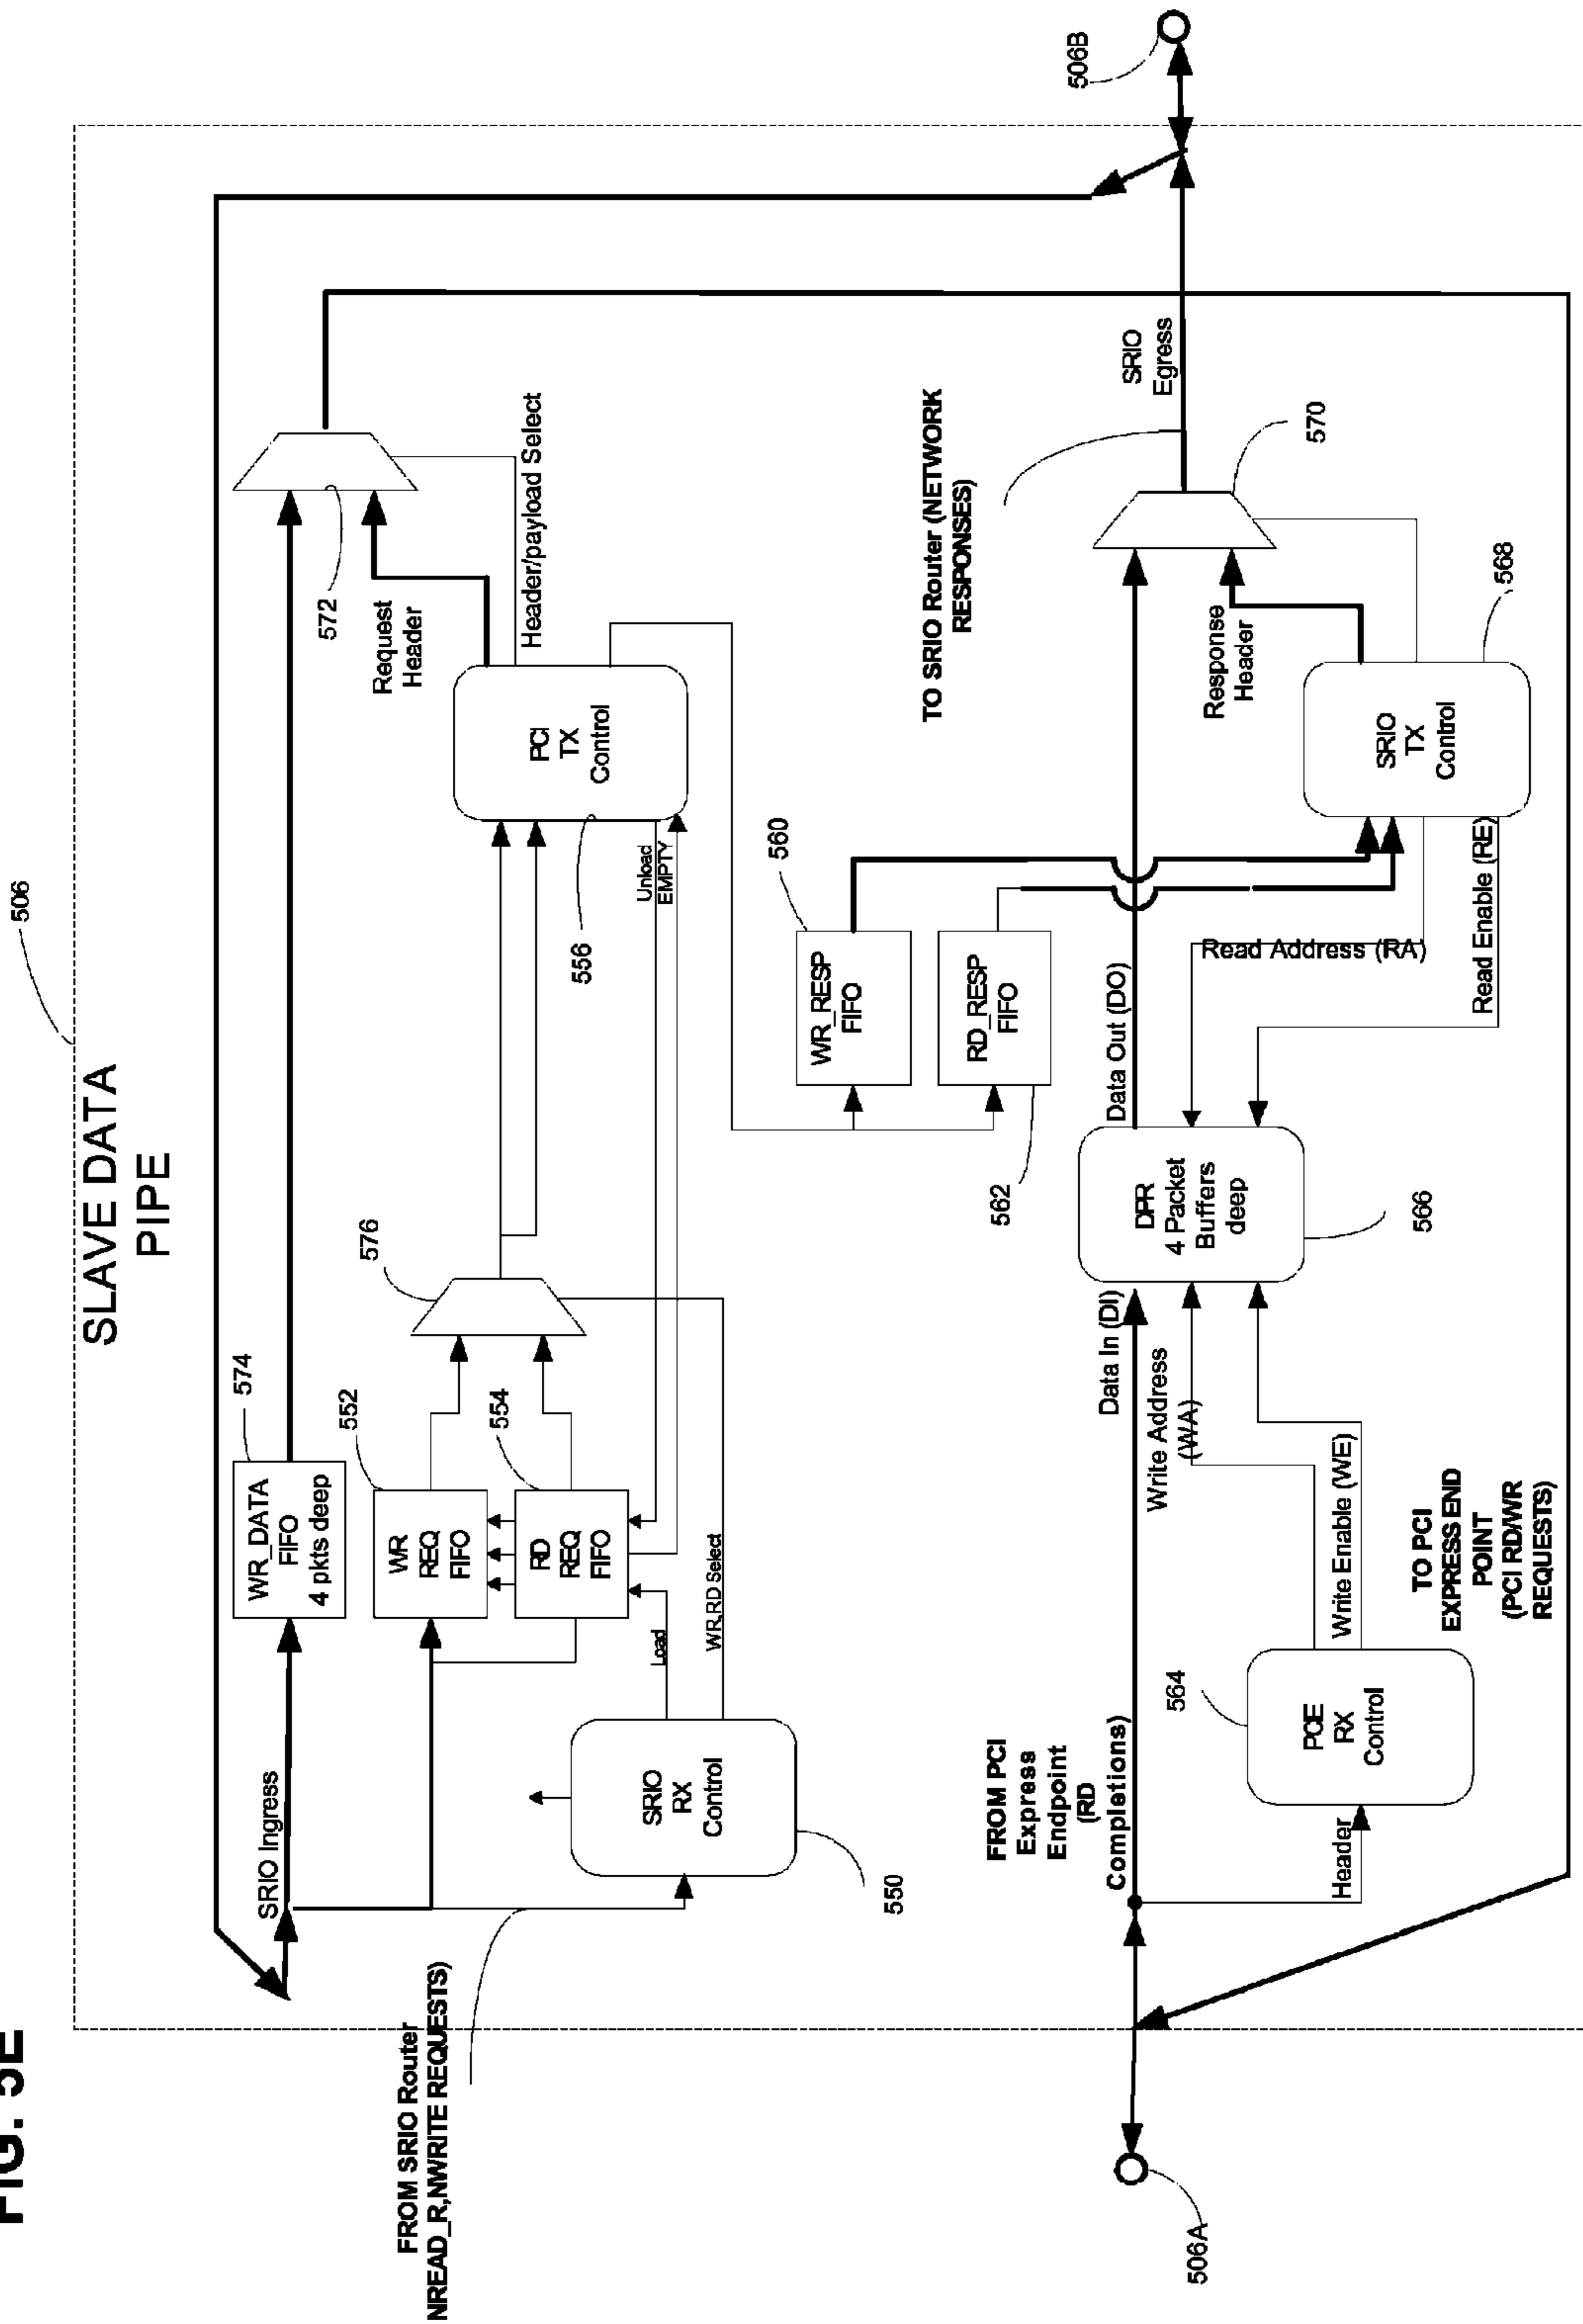 FIG. 5E
506
SLAVE DATA
PIPE
506B
574
WR_DATA
FIFO
4 pkts deep
SRIO Ingress
552
WR
REQ
FIFO
554
RD
REQ
FIFO
576
572
Request
Header
Header/payload Select
PCI
TX
Control
556
Unload
EMPTY
Load
WR,RD Select
SRIO
RX
Control
550
FROM SRIO Router
NREAD_R,NWRITE REQUESTS)
560
WR_RESP
FIFO
RD_RESP
FIFO
562
TO SRIO Router (NETWORK
RESPONSES)
SRIO
Egress
570
Response
Header
568
SRIO
TX
Control
Read Address (RA)
Read Enable (RE)
Data Out (DO)
DPR
4 Packet
Buffers
deep
566
Data In (DI)
Write Address
(WA)
Write Enable (WE)
FROM PCI
Express
Endpoint
(RD
Completions)
564
PCIE
RX
Control
Header
TO PCI
EXPRESS END
POINT
(PCI RD/WR
REQUESTS)
506A